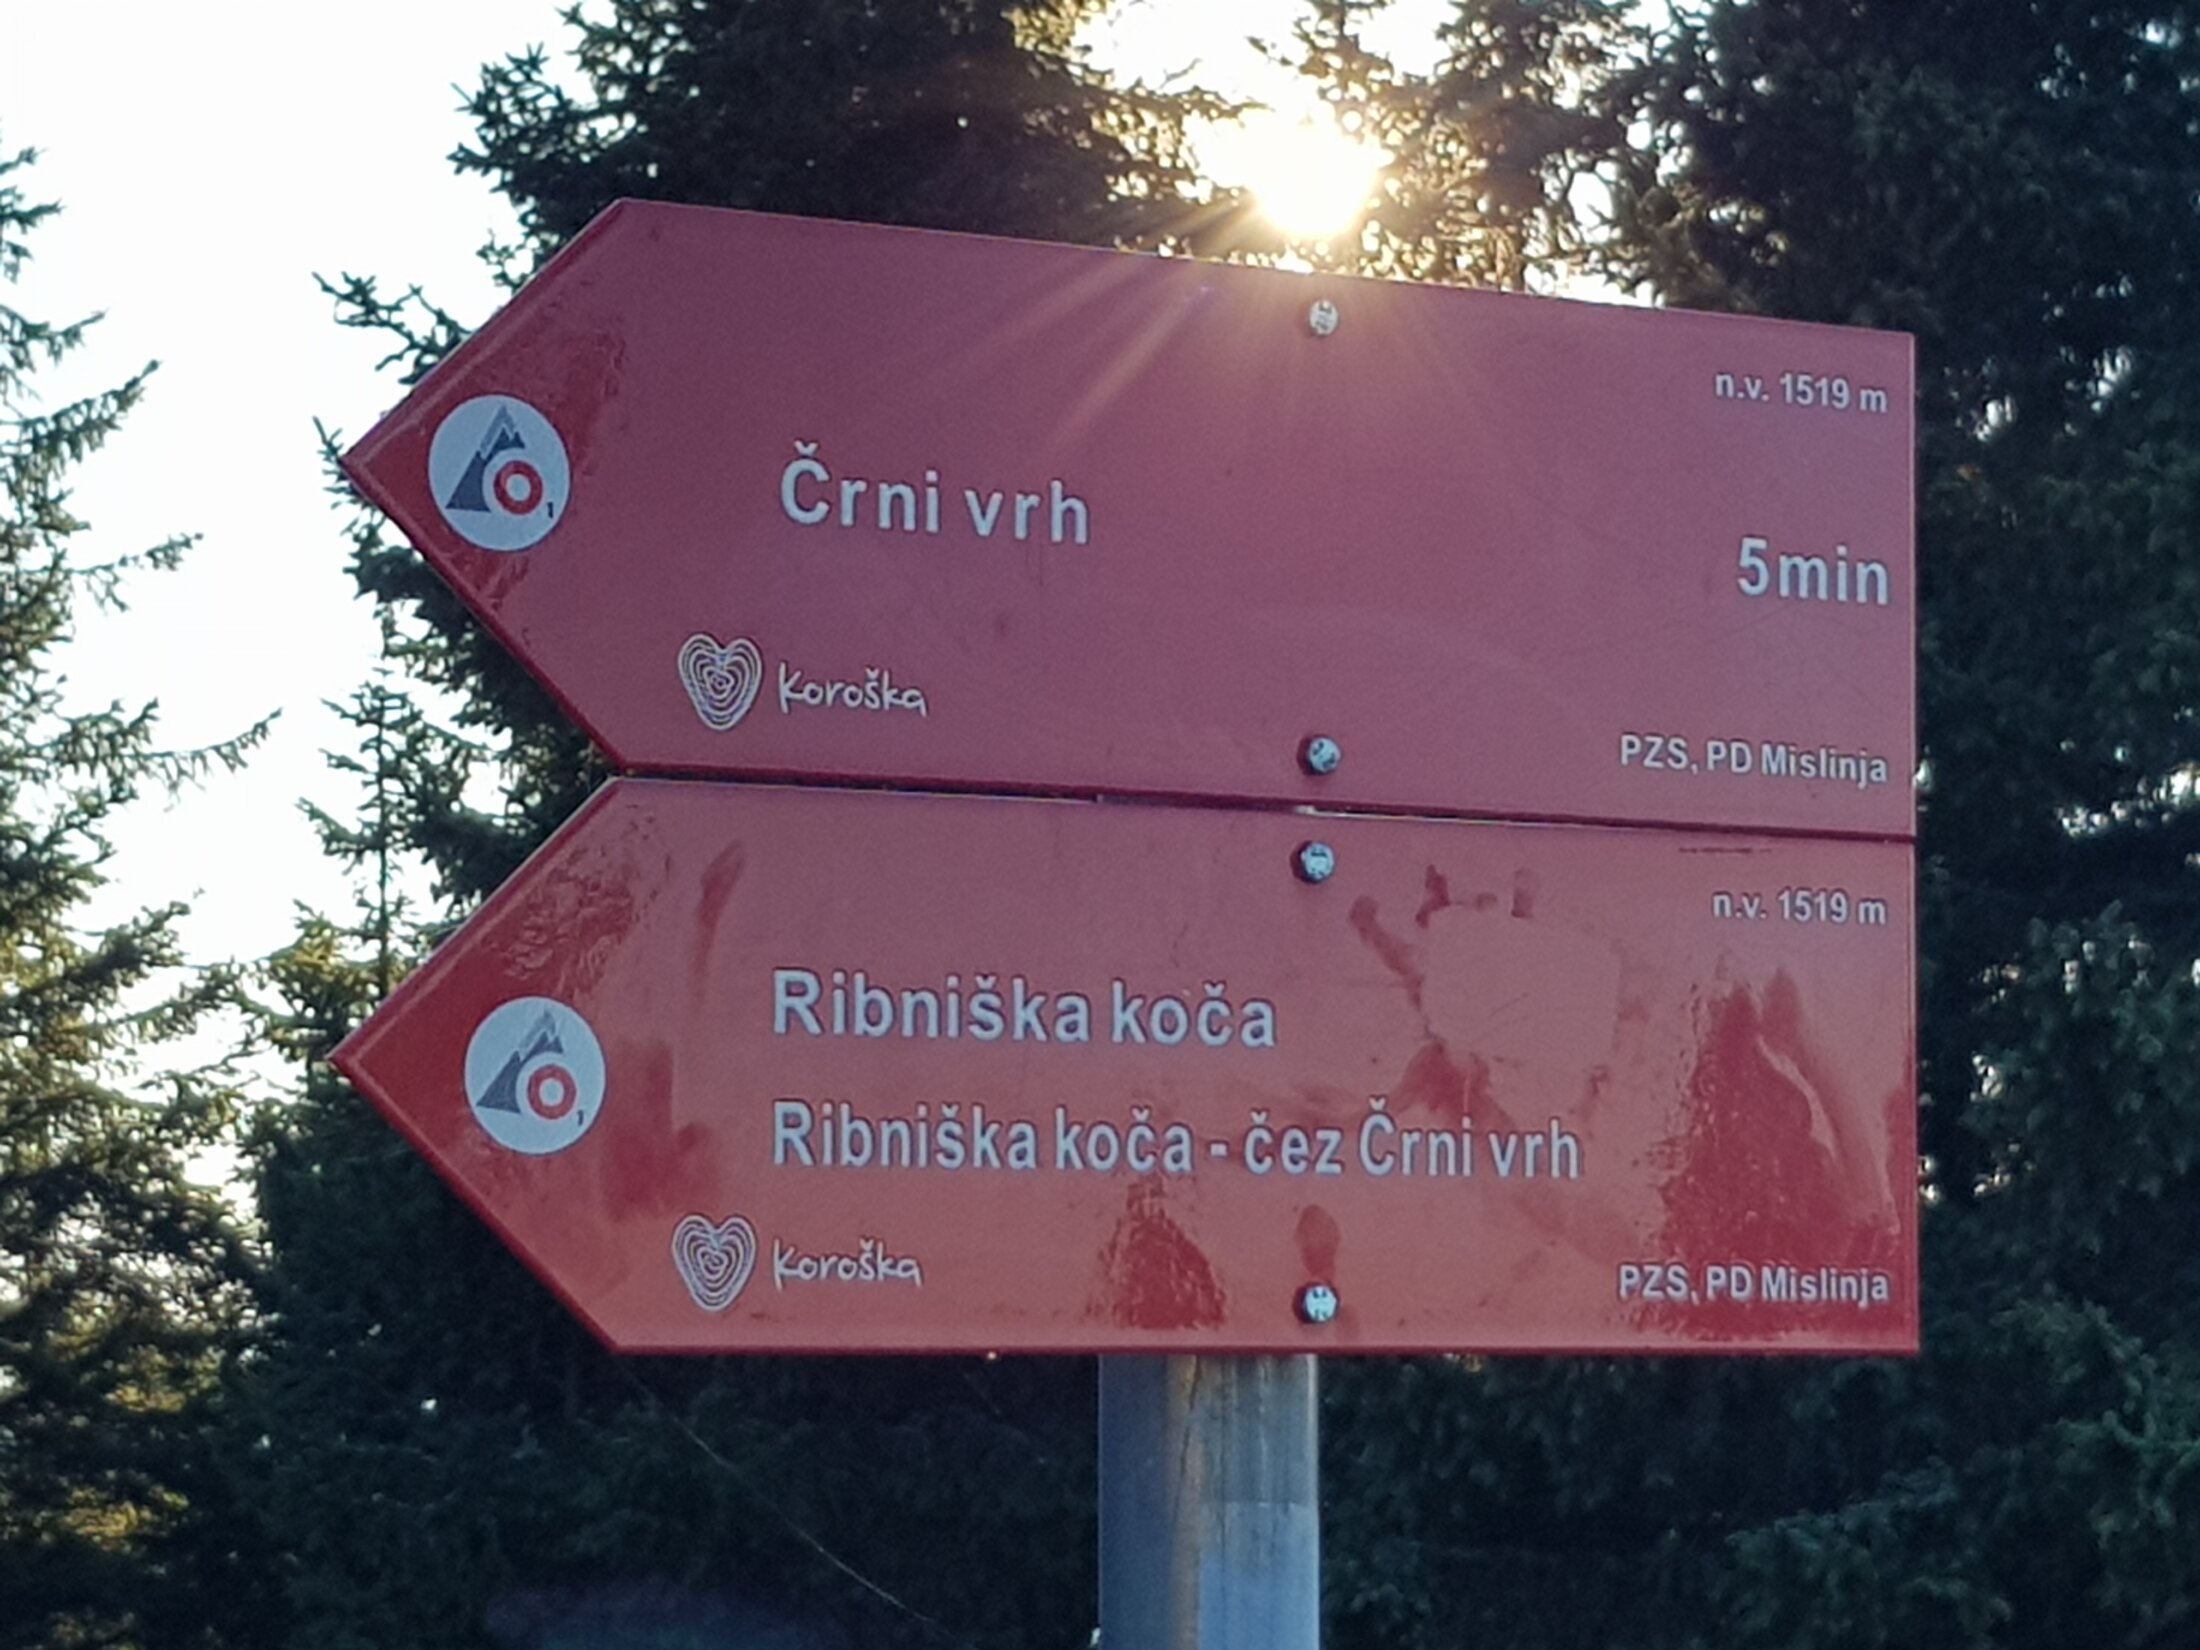 n.v. 1519 m
Črni vrh
5min
Koroška
PZS, PD Mislinja
n.v. 1519 m
Ribniška koča
Ribniška koča - čez Črni vrh
Koroška
PZS, PD Mislinja